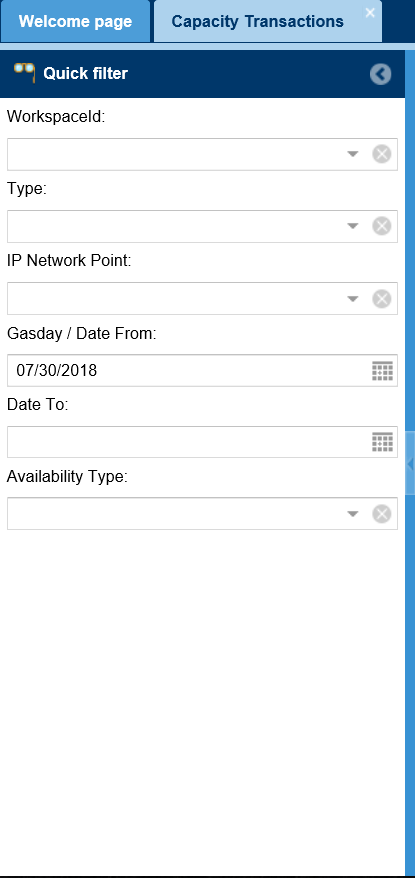 Welcome page
Capacity Transactions
Quick filter
WorkspaceId:
Type:
IP Network Point:
Gasday / Date From:
07/30/2018
Date To:
Availability Type: